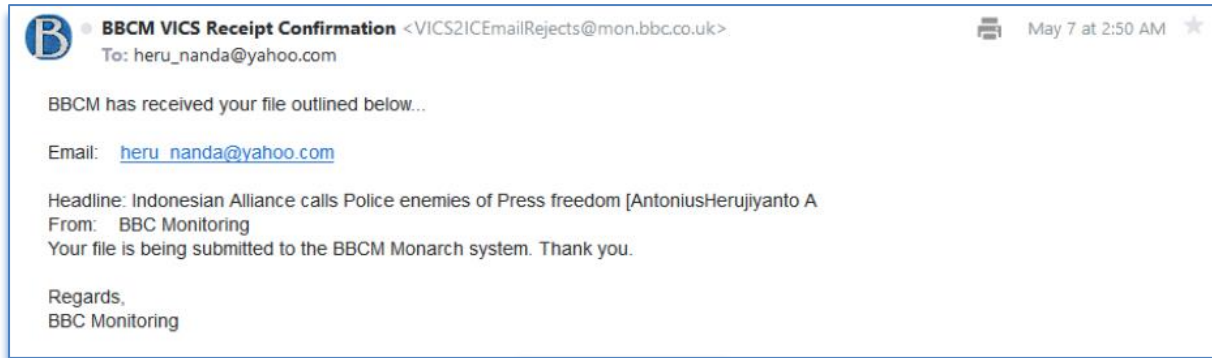 B
BBCM VICS Receipt Confirmation <VICS2ICEmailRejects@mon.bbc.co.uk> May 7 at 2:50 AM
To: heru_nanda@yahoo.com
BBCM has received your file outlined below...
Email: heru_nanda@yahoo.com
Headline: Indonesian Alliance calls Police enemies of Press freedom [AntoniusHerujiyanto A
From: BBC Monitoring
Your file is being submitted to the BBCM Monarch system. Thank you.
Regards,
BBC Monitoring